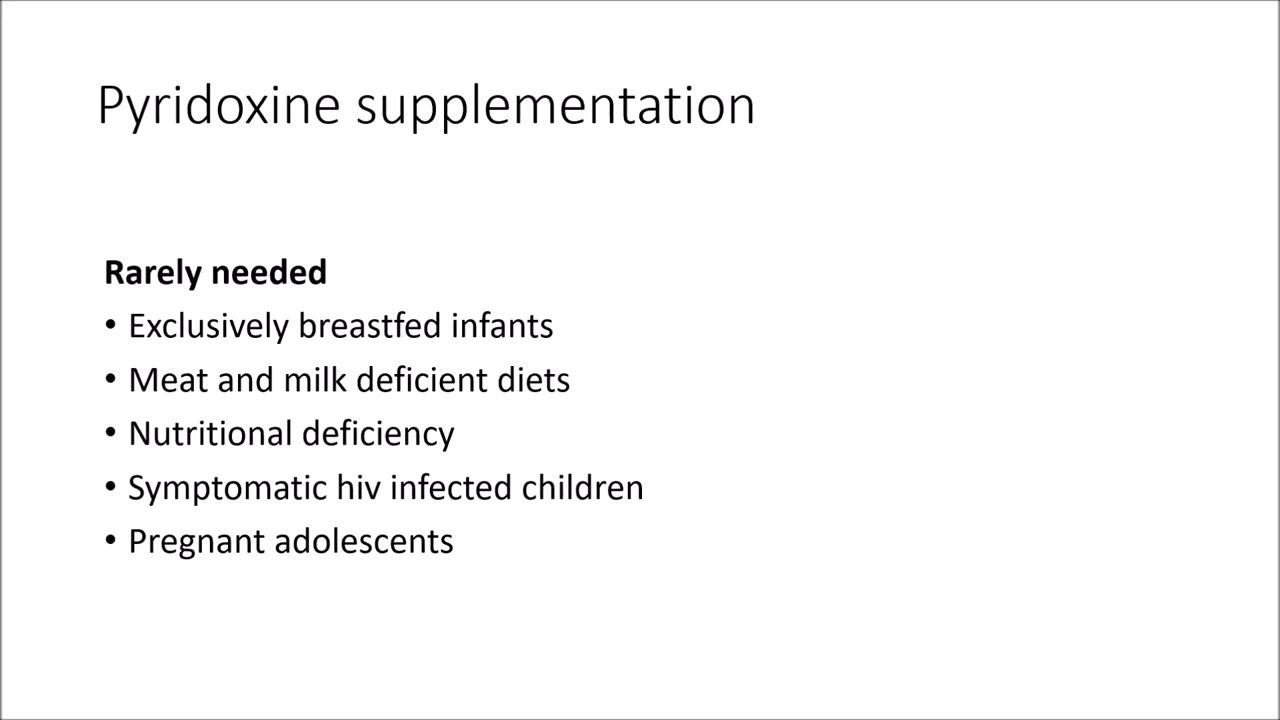 Pyridoxine supplementation
Rarely needed
• Exclusively breastfed infants
• Meat and milk deficient diets
• Nutritional deficiency
• Symptomatic hiv infected children
• Pregnant adolescents